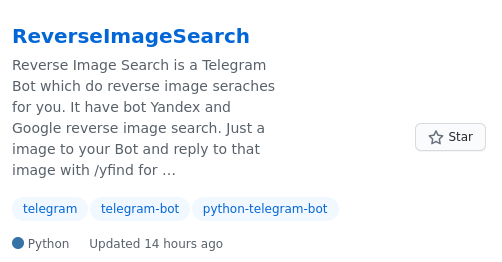 ReverseImageSearch
Reverse Image Search is a Telegram
Bot which do reverse image seraches
for you. It have bot Yandex and
Google reverse image search. Just a
image to your Bot and reply to that
image with /yfind for ...
Star
telegram telegram-bot python-telegram-bot
Python Updated 14 hours ago